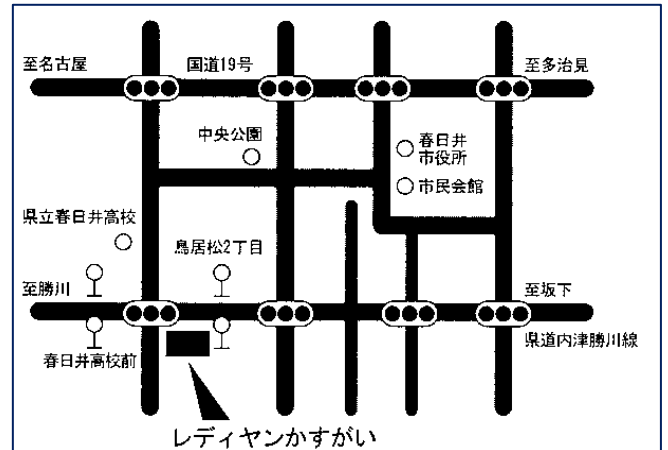 至名古屋
国道19号
至多治見
中央公園
春日井
市役所
市民会館
県立春日井高校
鳥居松2丁目
至勝川
至坂下
春日井高校前
県道内津勝川線
レディヤンかすがい